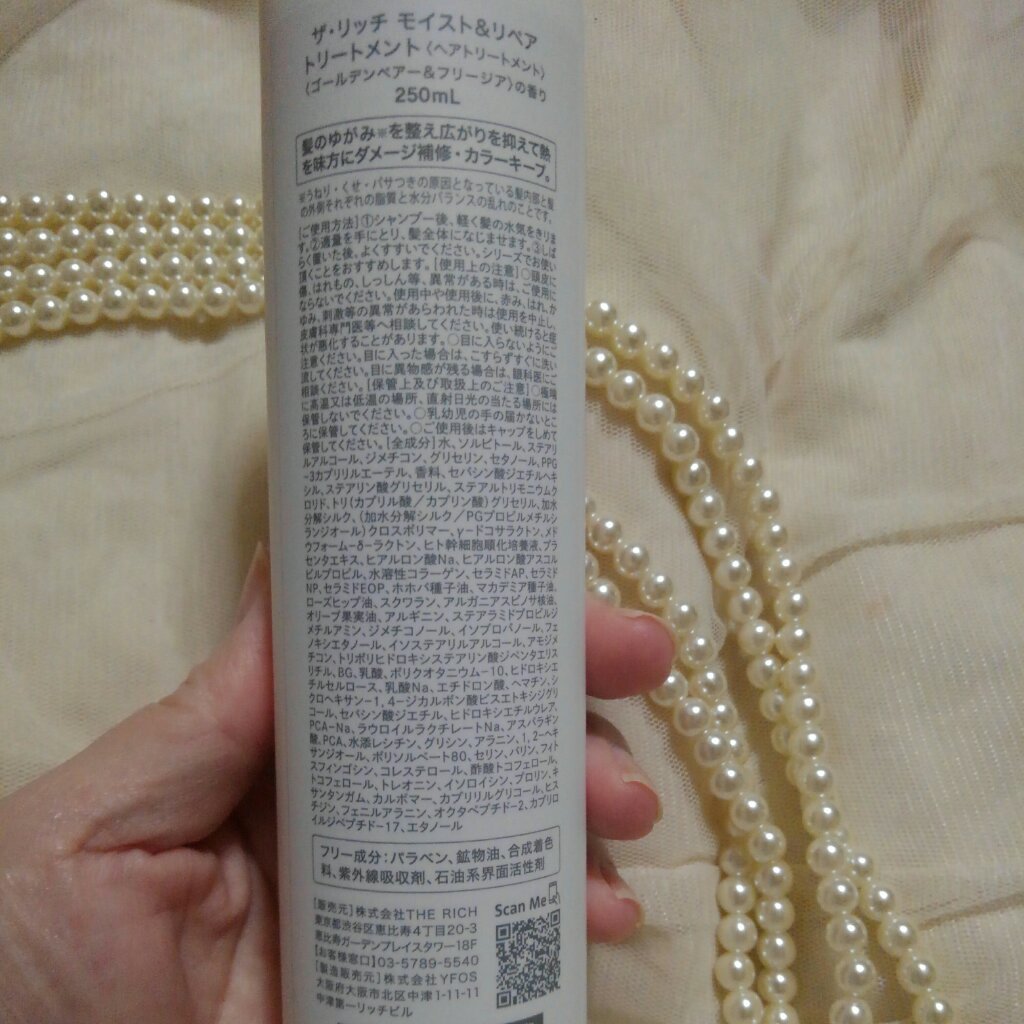 ザ・リッチ モイスト&リペア
トリートメント〈ヘアトリートメント〉
〈ゴールデンペアー&フリージア〉の香り
250mL
髪のゆがみ※を整え広がりを抑えて熱
を味方にダメージ補修・カラーキープ。
※うねり・くせ・パサつきの原因となっている髪内部と髪
の外側それぞれの脂質と水分バランスの乱れのことです。
[ご使用方法]①シャンプー後、軽く髪の水気をきりま
す。②適量を手にとり、髪全体になじませます。③しば
らく置いた後、よくすすいでください。シリーズでお使い
頂くことをおすすめします。[使用上の注意]○頭皮に
傷、はれもの、しっしん等、異常がある時は、ご使用に
ならないでください。使用中や使用後に、赤み、はれ、か
ゆみ、刺激等の異常があらわれた時は使用を中止し、
皮膚科専門医等へ相談してください。使い続けると症
状が悪化することがあります。○目に入らないようにご
注意ください。目に入った場合は、こすらずすぐに洗い
流してください。目に異物感が残る場合は、眼科医にご
相談ください。[保管上及び取扱上のご注意]○極端
に高温又は低温の場所、直射日光の当たる場所には
保管しないでください。○乳幼児の手の届かないとこ
ろに保管してください。○ご使用後はキャップをしめて
保管してください。[全成分]水、ソルビトール、ステアリ
ルアルコール、ジメチコン、グリセリン、セタノール、PPG
-3カプリリルエーテル、香料、セバシン酸ジエチルヘキ
シル、ステアリン酸グリセリル、ステアルトリモニウムク
ロリド、トリ(カプリル酸/カプリン酸)グリセリル、加水
分解シルク、(加水分解シルク/PGプロピルメチルシ
ランジオール)クロスポリマー、γ-ドコサラクトン、メド
ウフォーム-δ-ラクトン、ヒト幹細胞順化培養液、プラ
センタエキス、ヒアルロン酸Na、ヒアルロン酸アスコル
ビルプロピル、水溶性コラーゲン、セラミドAP、セラミド
NP、セラミドEOP、ホホバ種子油、マカデミア種子油、
ローズヒップ油、スクワラン、アルガニアスピノサ核油、
オリーブ果実油、アルギニン、ステアラミドプロピルジ
メチルアミン、ジメチコノール、イソプロパノール、フェ
ノキシエタノール、イソステアリルアルコール、アモジメ
チコン、トリポリヒドロキシステアリン酸ジペンタエリス
リチル、BG、乳酸、ポリクオタニウム-10、ヒドロキシエ
チルセルロース、乳酸Na、エチドロン酸、ヘマチン、シ
クロヘキサン-1,4-ジカルボン酸ビスエトキシジグリ
コール、セバシン酸ジエチル、ヒドロキシエチルウレア、
PCA-Na、ラウロイルラクチレートNa、アスパラギン
酸、PCA、水添レシチン、グリシン、アラニン、1,2-ヘキ
サンジオール、ポリソルベート80、セリン、バリン、フィト
スフィンゴシン、コレステロール、酢酸トコフェロール、
トコフェロール、トレオニン、イソロイシン、プロリン、キ
サンタンガム、カルボマー、カプリリルグリコール、ヒス
チジン、フェニルアラニン、オクタペプチド-2、カプロ
イルジペプチド-17、エタノール
フリー成分:パラベン、鉱物油、合成着色
料、紫外線吸収剤、石油系界面活性剤
[販売元]株式会社THE RICH
東京都渋谷区恵比寿4丁目20-3
恵比寿ガーデンプレイスタワー18F
[お客様窓口]03-5789-5540
[製造販売元]株式会社YFOS
大阪府大阪市北区中津1-11-11
中津第一リッチビル
Scan Me